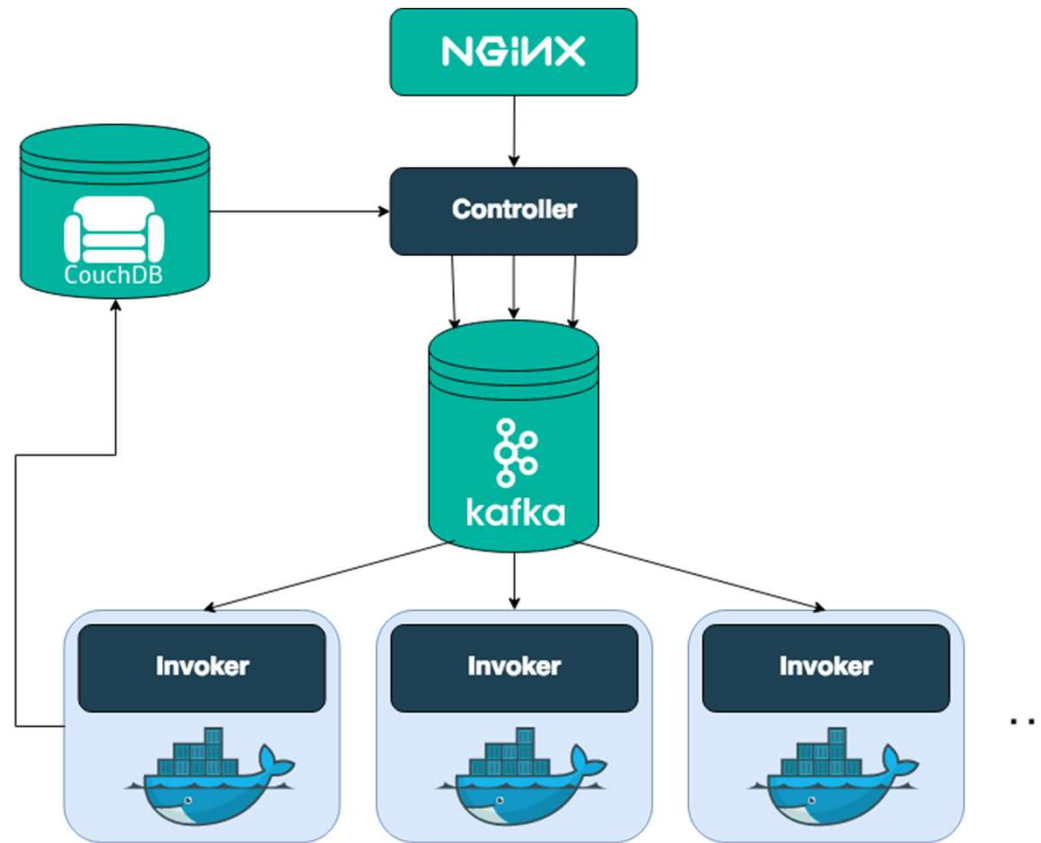 NGiNX
CouchDB
Controller
kafka
Invoker
Invoker
Invoker
..